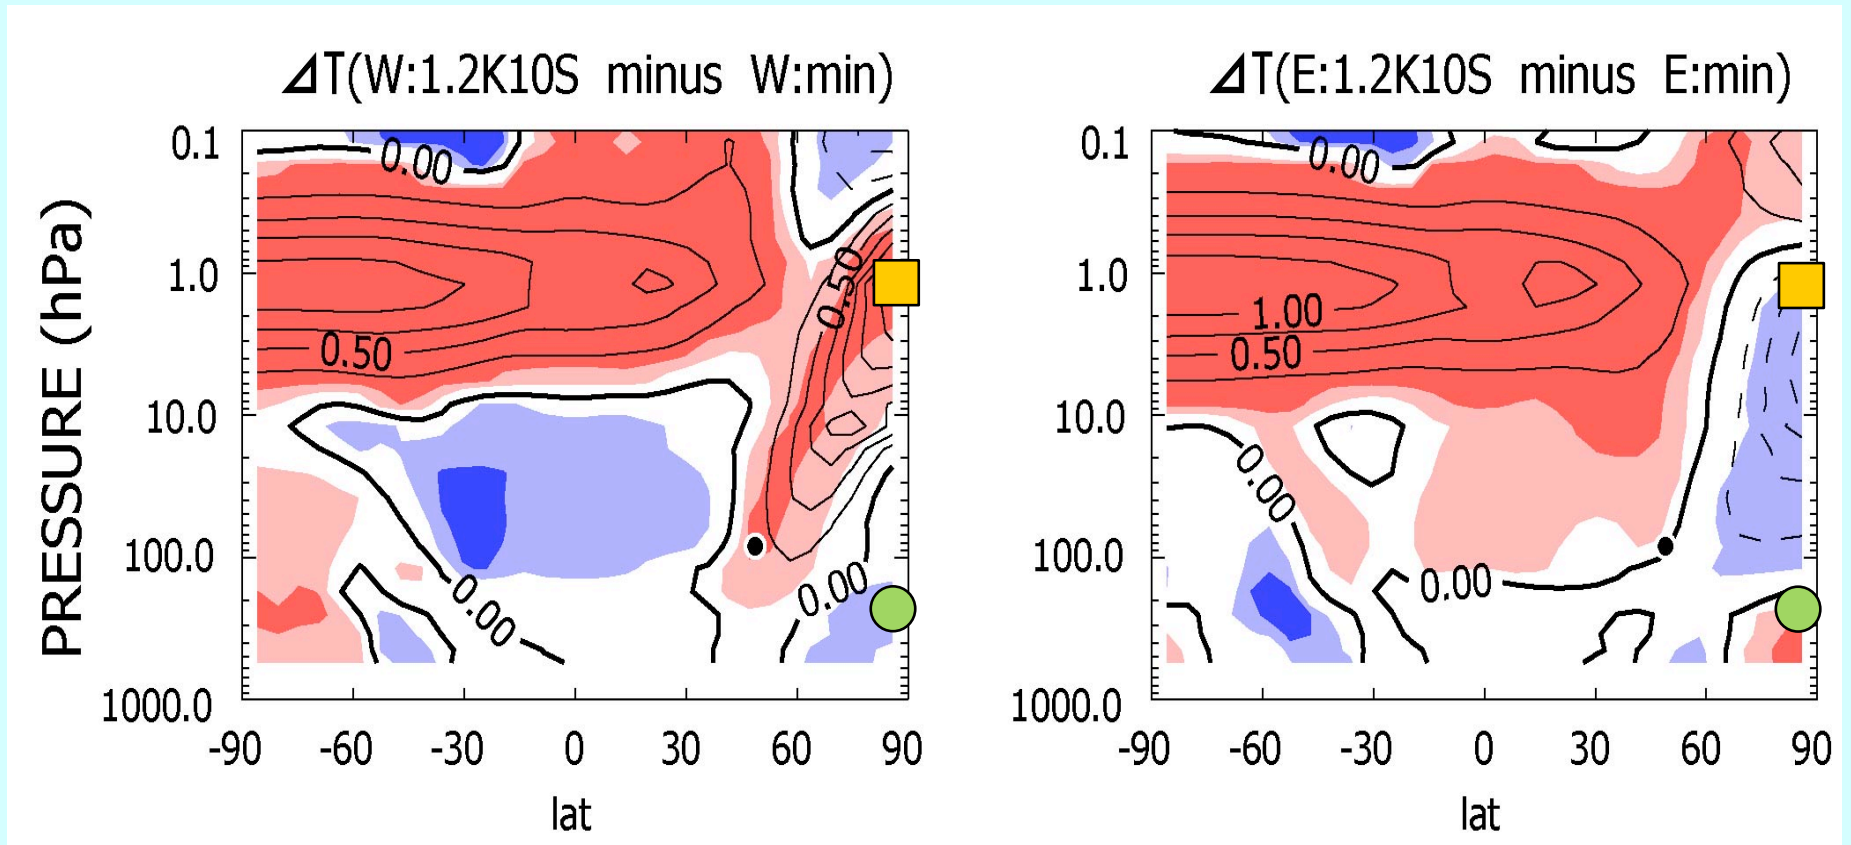 ⊿T(W:1.2K10S minus W:min)
⊿T(E:1.2K10S minus E:min)
PRESSURE (hPa)
0.1
1.0
10.0
100.0
1000.0
0.00
0.50
0.50
0.00
0.00
-90 -60 -30 0 30 60 90
lat
0.1
1.0
10.0
100.0
1000.0
0.00
1.00
0.50
0.00
0.00
-90 -60 -30 0 30 60 90
lat